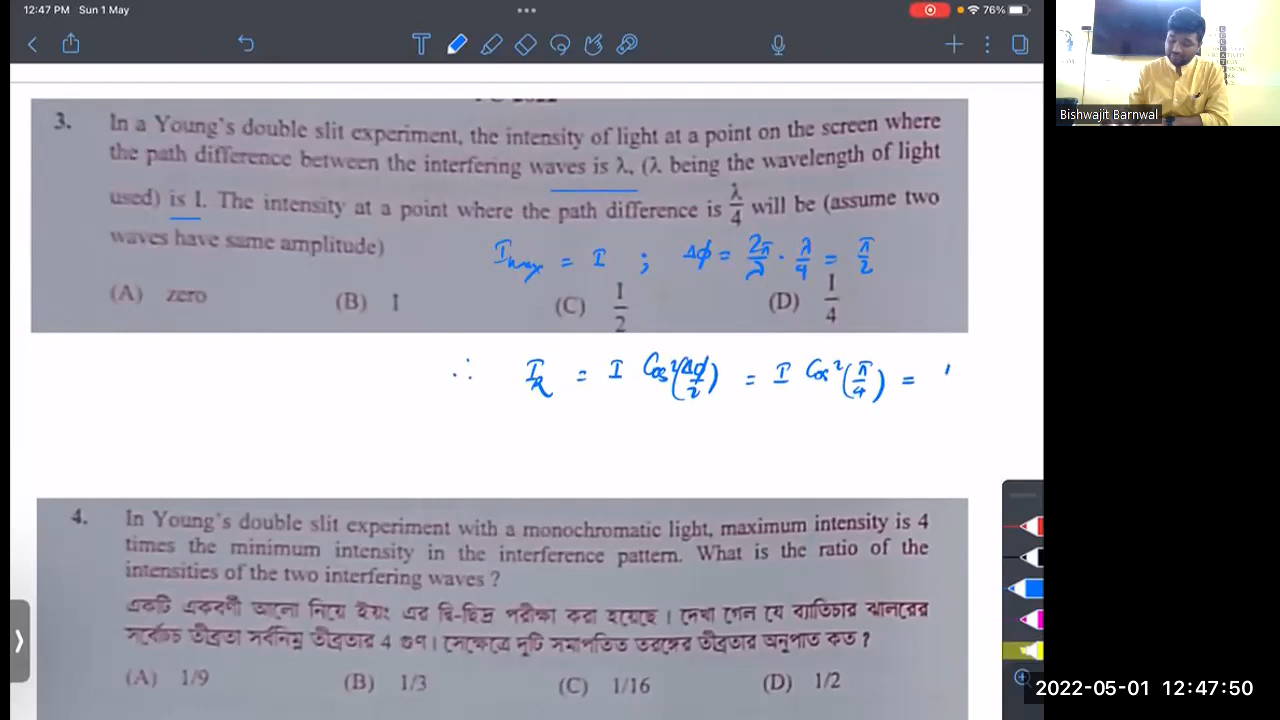 12:47 PM Sun 1 May
76%
Bishwajit Barnwal
3. In a Young's double slit experiment, the intensity of light at a point on the screen where
the path difference between the interfering waves is λ, (λ being the wavelength of light
used) is I. The intensity at a point where the path difference is λ/4 will be (assume two
waves have same amplitude)
I max = I ; Δφ = 2π/λ · λ/4 = π/2
(A) zero (B) I (C) I/2 (D) I/4
∴ I R = I Cos²(Δφ/2) = I Cos²(π/4) =
4. In Young's double slit experiment with a monochromatic light, maximum intensity is 4
times the minimum intensity in the interference pattern. What is the ratio of the
intensities of the two interfering waves ?
একটি একবর্ণী আলো নিয়ে ইয়ং এর দ্বি-ছিদ্র পরীক্ষা করা হয়েছে। দেখা গেল যে ব্যতিচার ঝালরের
সর্বোচ্চ তীব্রতা সর্বনিম্ন তীব্রতার 4 গুণ। সেক্ষেত্রে দুটি সমাপতিত তরঙ্গের তীব্রতার অনুপাত কত ?
(A) 1/9 (B) 1/3 (C) 1/16 (D) 1/2
2022-05-01 12:47:50